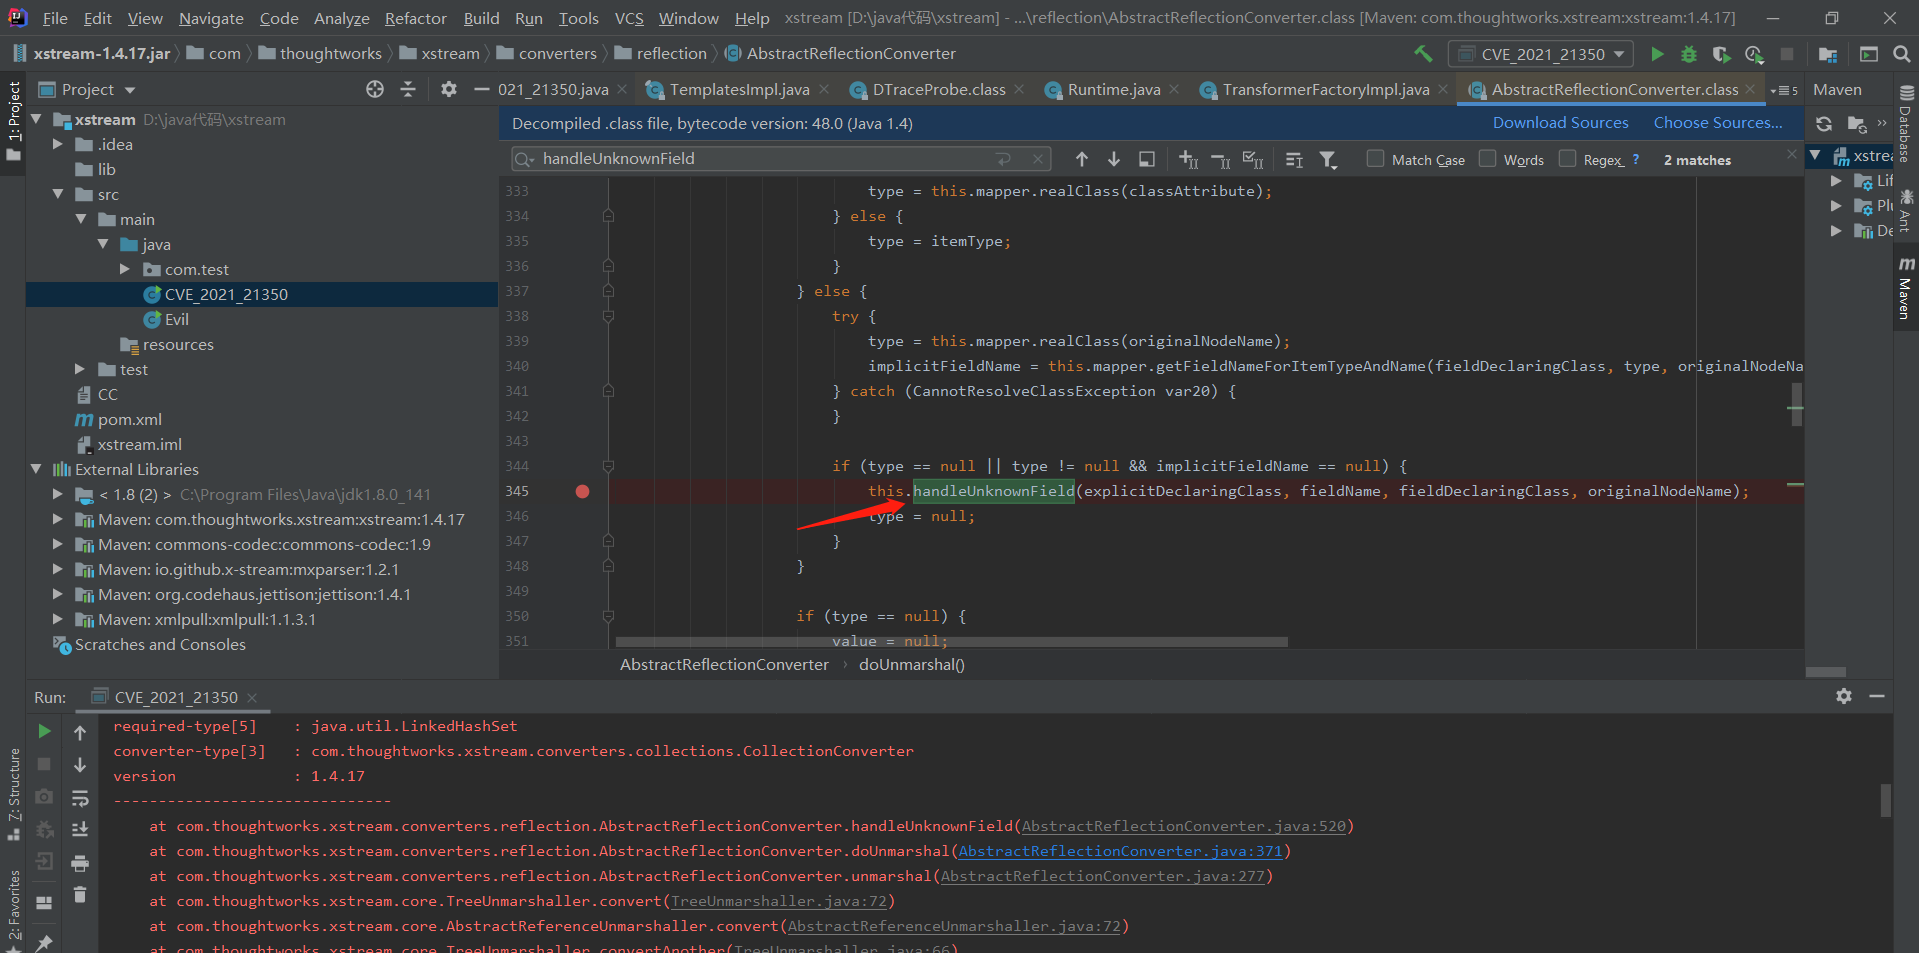 File Edit View Navigate Code Analyze Refactor Build Run Tools VCS Window Help xstream [D:\java代码\xstream] - ...\reflection\AbstractReflectionConverter.class [Maven: com.thoughtworks.xstream:xstream:1.4.17]
xstream-1.4.17.jar com thoughtworks xstream converters reflection AbstractReflectionConverter CVE_2021_21350
Project 021_21350.java TemplatesImpl.java DTraceProbe.class Runtime.java TransformerFactoryImpl.java AbstractReflectionConverter.class 5 Maven
1: Project
xstream D:\java代码\xstream
.idea
lib
src
main
java
com.test
CVE_2021_21350
Evil
resources
test
CC
pom.xml
xstream.iml
External Libraries
< 1.8 (2) > C:\Program Files\Java\jdk1.8.0_141
Maven: com.thoughtworks.xstream:xstream:1.4.17
Maven: commons-codec:commons-codec:1.9
Maven: io.github.x-stream:mxparser:1.2.1
Maven: org.codehaus.jettison:jettison:1.4.1
Maven: xmlpull:xmlpull:1.1.3.1
Scratches and Consoles
Decompiled .class file, bytecode version: 48.0 (Java 1.4) Download Sources Choose Sources...
handleUnknownField Match Case Words Regex ? 2 matches
333 type = this.mapper.realClass(classAttribute);
334 } else {
335 type = itemType;
336 }
337 } else {
338 try {
339 type = this.mapper.realClass(originalNodeName);
340 implicitFieldName = this.mapper.getFieldNameForItemTypeAndName(fieldDeclaringClass, type, originalNodeNa
341 } catch (CannotResolveClassException var20) {
342 }
343
344 if (type == null || type != null && implicitFieldName == null) {
345 this.handleUnknownField(explicitDeclaringClass, fieldName, fieldDeclaringClass, originalNodeName);
346 type = null;
347 }
348 }
349
350 if (type == null) {
351 value = null;
AbstractReflectionConverter › doUnmarshal()
xstrea
Lif
Plu
De
Database
Ant
Maven
Run: CVE_2021_21350
required-type[5] : java.util.LinkedHashSet
converter-type[3] : com.thoughtworks.xstream.converters.collections.CollectionConverter
version : 1.4.17
-------------------------------
at com.thoughtworks.xstream.converters.reflection.AbstractReflectionConverter.handleUnknownField(AbstractReflectionConverter.java:520)
at com.thoughtworks.xstream.converters.reflection.AbstractReflectionConverter.doUnmarshal(AbstractReflectionConverter.java:371)
at com.thoughtworks.xstream.converters.reflection.AbstractReflectionConverter.unmarshal(AbstractReflectionConverter.java:277)
at com.thoughtworks.xstream.core.TreeUnmarshaller.convert(TreeUnmarshaller.java:72)
at com.thoughtworks.xstream.core.AbstractReferenceUnmarshaller.convert(AbstractReferenceUnmarshaller.java:72)
at com.thoughtworks.xstream.core.TreeUnmarshaller.convertAnother(TreeUnmarshaller.java:66)
7: Structure
2: Favorites